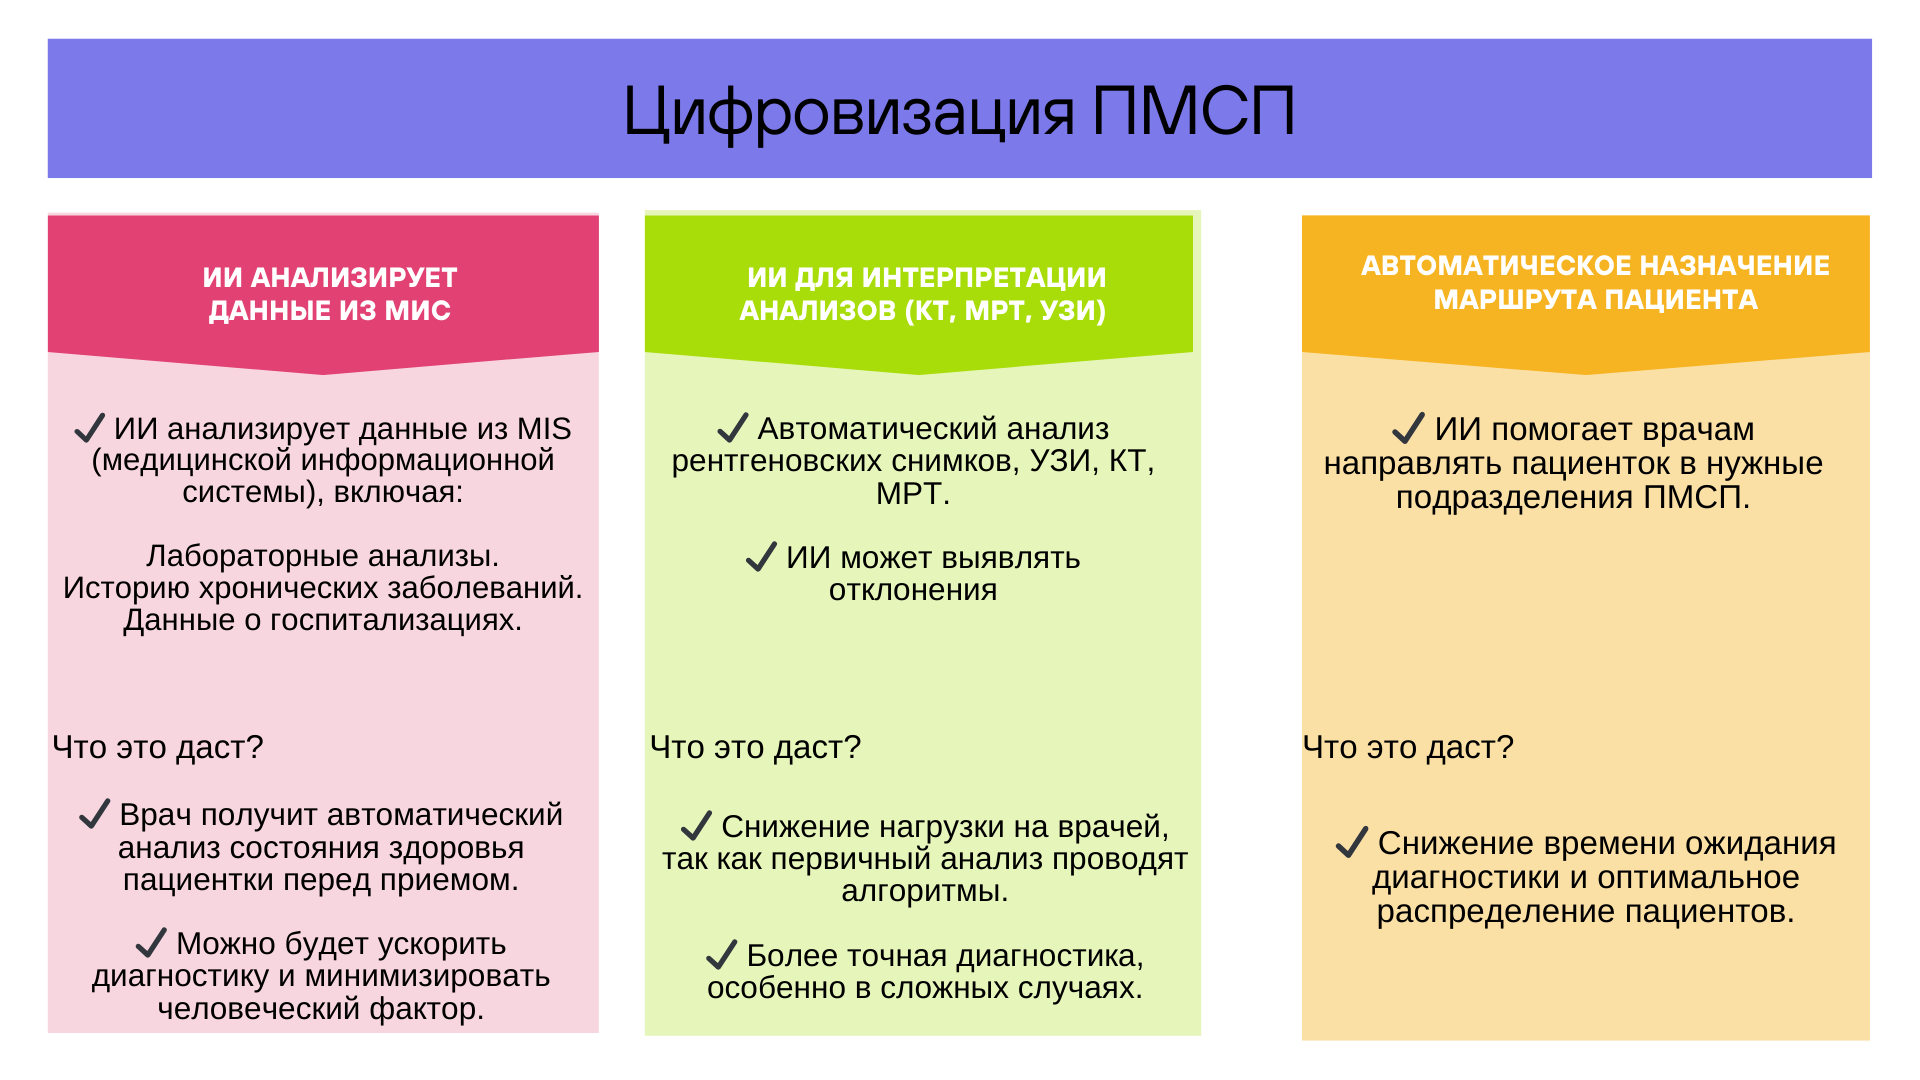 Цифровизация ПМСП
ИИ АНАЛИЗИРУЕТ
ДАННЫЕ ИЗ МИС
✓ ИИ анализирует данные из MIS
(медицинской информационной
системы), включая:
Лабораторные анализы.
Историю хронических заболеваний.
Данные о госпитализациях.
Что это даст?
✓ Врач получит автоматический
анализ состояния здоровья
пациентки перед приемом.
✓ Можно будет ускорить
диагностику и минимизировать
человеческий фактор.
ИИ ДЛЯ ИНТЕРПРЕТАЦИИ
АНАЛИЗОВ (КТ, МРТ, УЗИ)
✓ Автоматический анализ
рентгеновских снимков, УЗИ, КТ,
МРТ.
✓ ИИ может выявлять
отклонения
Что это даст?
✓ Снижение нагрузки на врачей,
так как первичный анализ проводят
алгоритмы.
✓ Более точная диагностика,
особенно в сложных случаях.
АВТОМАТИЧЕСКОЕ НАЗНАЧЕНИЕ
МАРШРУТА ПАЦИЕНТА
✓ ИИ помогает врачам
направлять пациенток в нужные
подразделения ПМСП.
Что это даст?
✓ Снижение времени ожидания
диагностики и оптимальное
распределение пациентов.